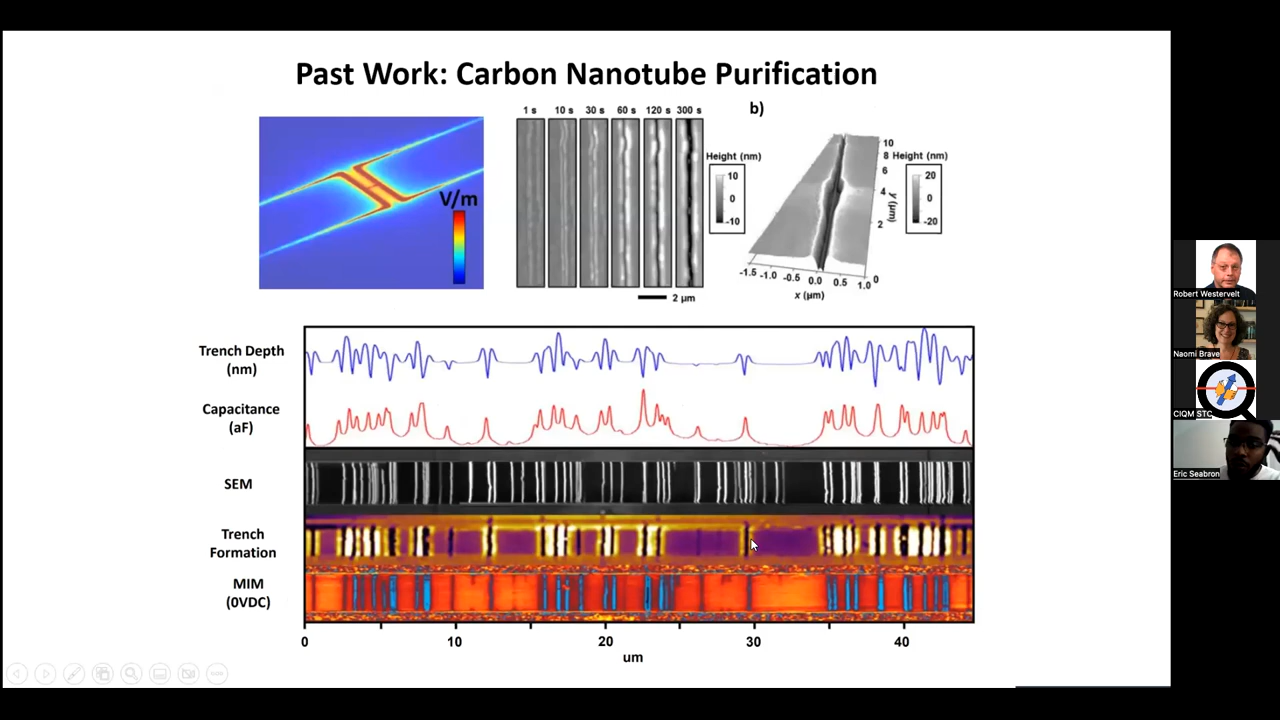 Past Work: Carbon Nanotube Purification
V/m
1 s 10 s 30 s 60 s 120 s 300 s
Height (nm)
10
0
-10
2 μm
b)
10
8
6
4
2
0
y (μm)
-1.5 -1.0 -0.5 0.0 0.5 1.0
x (μm)
Height (nm)
20
0
-20
Trench Depth
(nm)
Capacitance
(aF)
SEM
Trench
Formation
MIM
(0VDC)
0 10 20 30 40
um
Robert Westervelt
Naomi Brave
CIQM STC
Eric Seabron